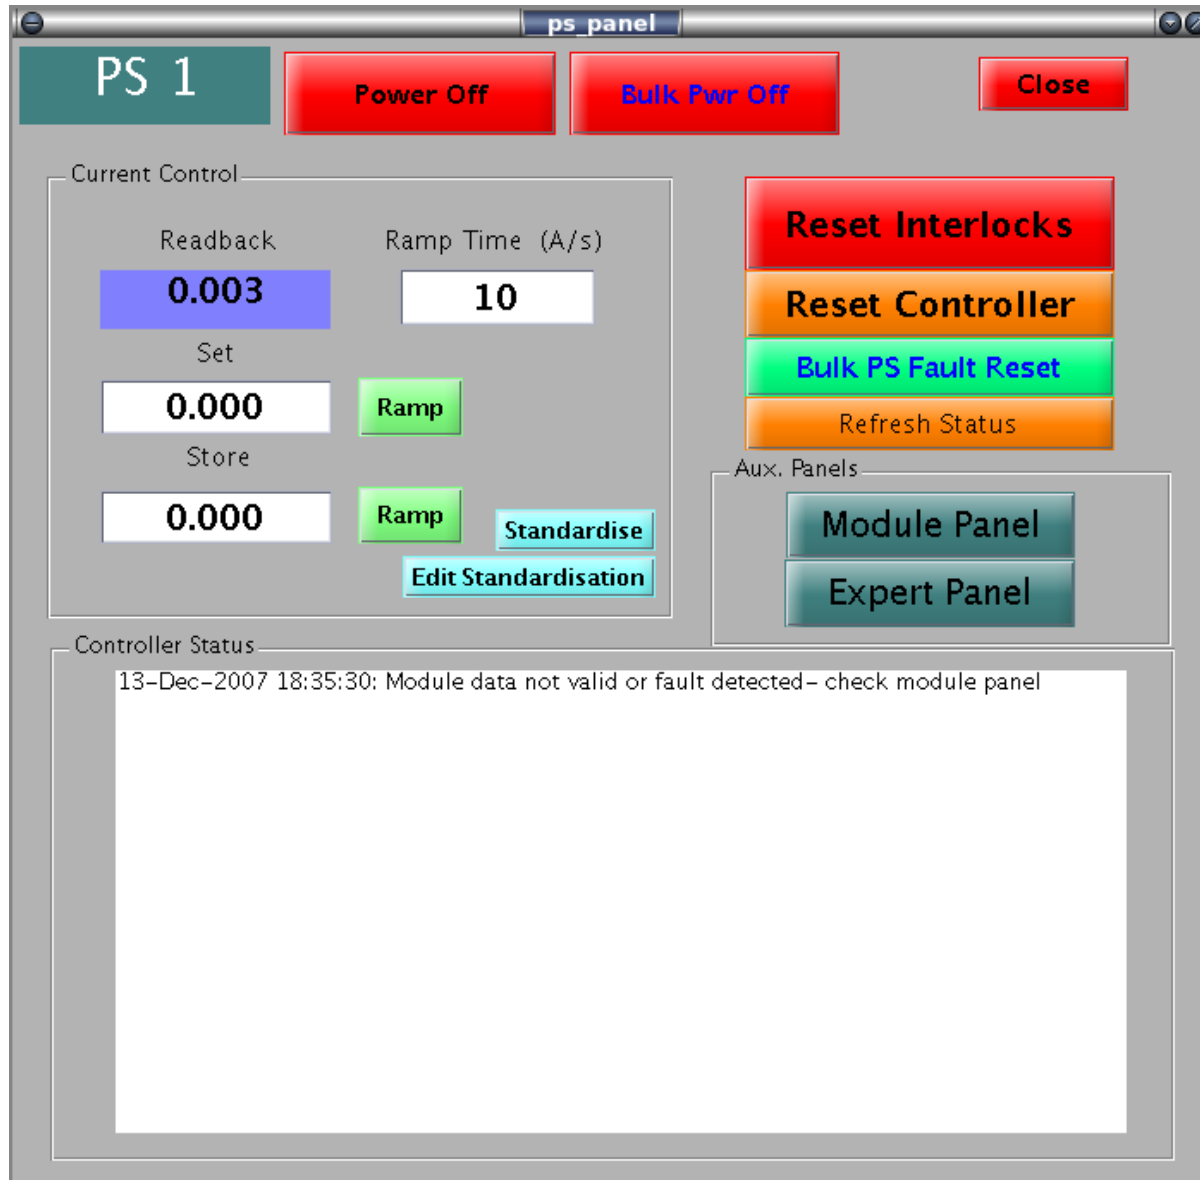 ps_panel
PS 1
Power Off
Bulk Pwr Off
Close
Current Control
Readback
Ramp Time (A/s)
0.003
10
Set
0.000
Ramp
Store
0.000
Ramp
Standardise
Edit Standardisation
Reset Interlocks
Reset Controller
Bulk PS Fault Reset
Refresh Status
Aux. Panels
Module Panel
Expert Panel
Controller Status
13-Dec-2007 18:35:30: Module data not valid or fault detected- check module panel